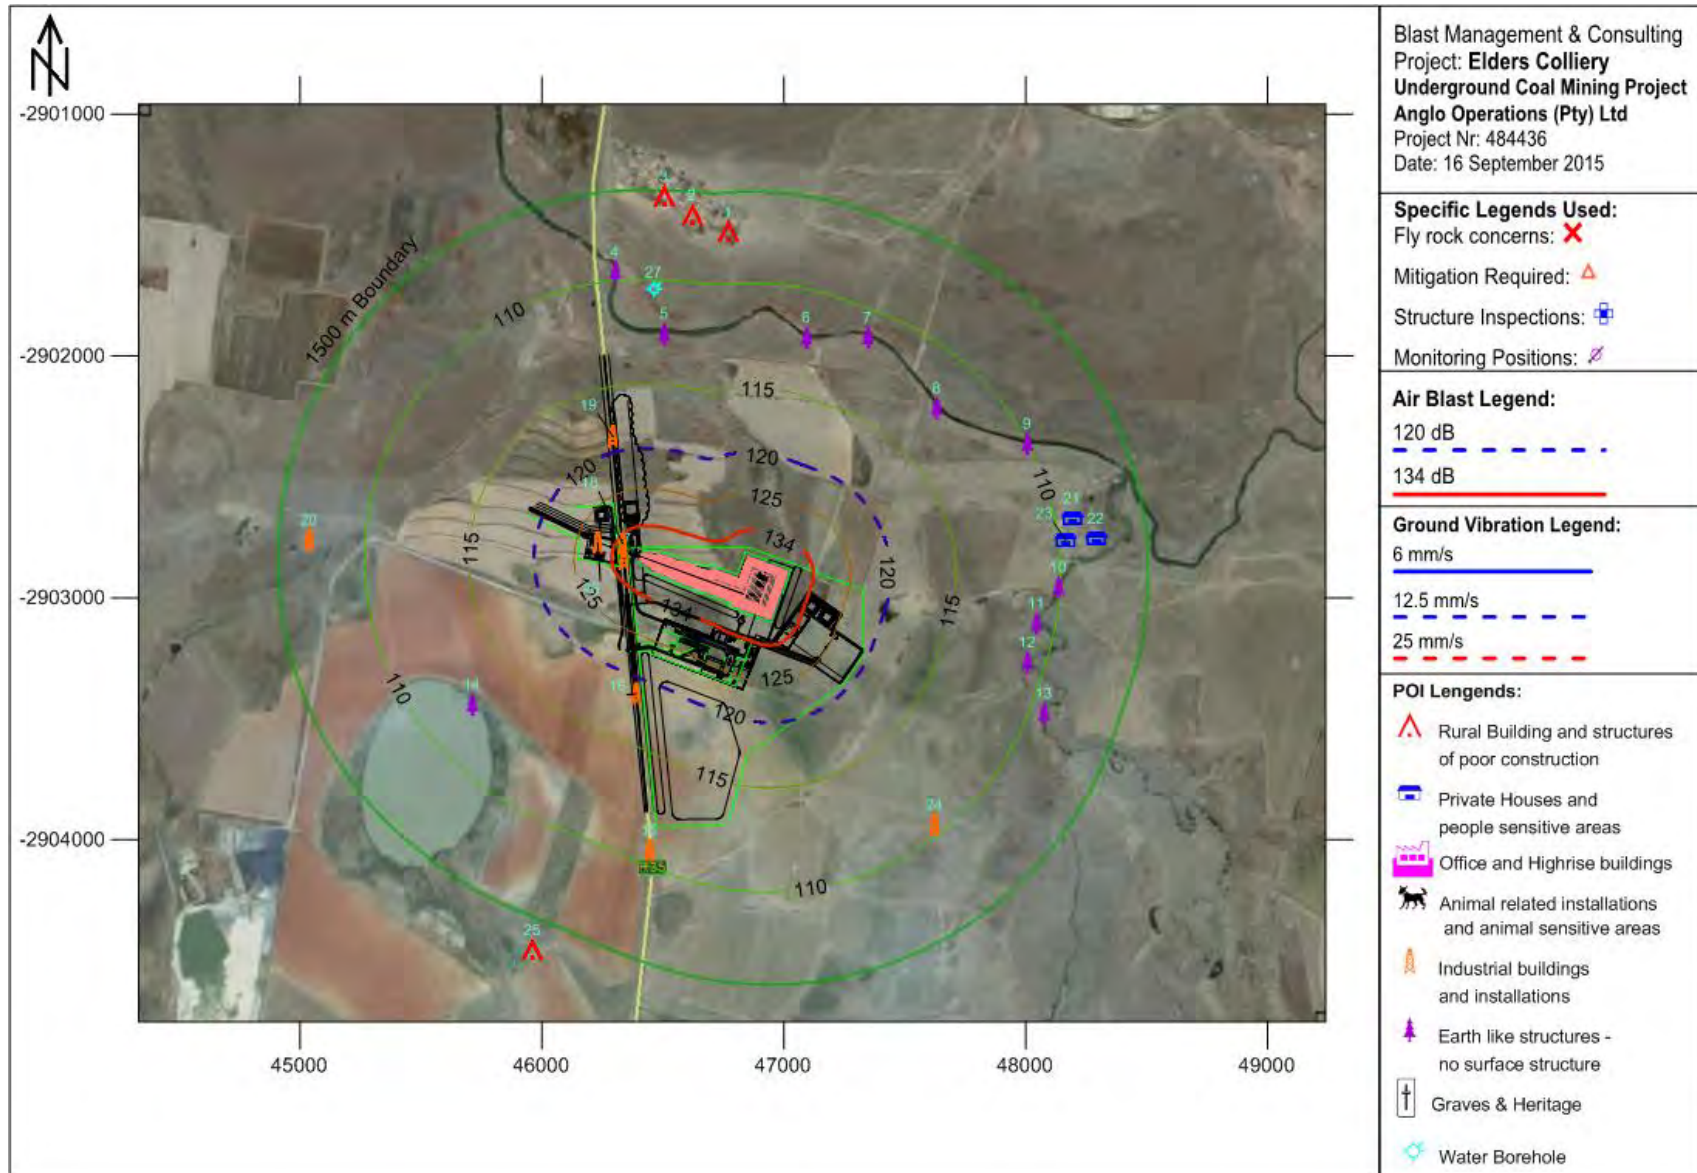 N
-2901000
-2902000
-2903000
-2904000
45000
46000
47000
48000
49000
1500 m Boundary
2
1
4
27
5
6
7
8
9
110
115
19
120
120
125
18
134
20
115
125
134
120
115
110
21
23
22
10
11
12
13
14
16
125
120
110
115
24
R35
110
25
Blast Management & Consulting
Project: Elders Colliery
Underground Coal Mining Project
Anglo Operations (Pty) Ltd
Project Nr: 484436
Date: 16 September 2015
Specific Legends Used:
Fly rock concerns:
Mitigation Required:
Structure Inspections:
Monitoring Positions:
Air Blast Legend:
120 dB
134 dB
Ground Vibration Legend:
6 mm/s
12.5 mm/s
25 mm/s
POI Lengends:
Rural Building and structures
of poor construction
Private Houses and
people sensitive areas
Office and Highrise buildings
Animal related installations
and animal sensitive areas
Industrial buildings
and installations
Earth like structures -
no surface structure
Graves & Heritage
Water Borehole